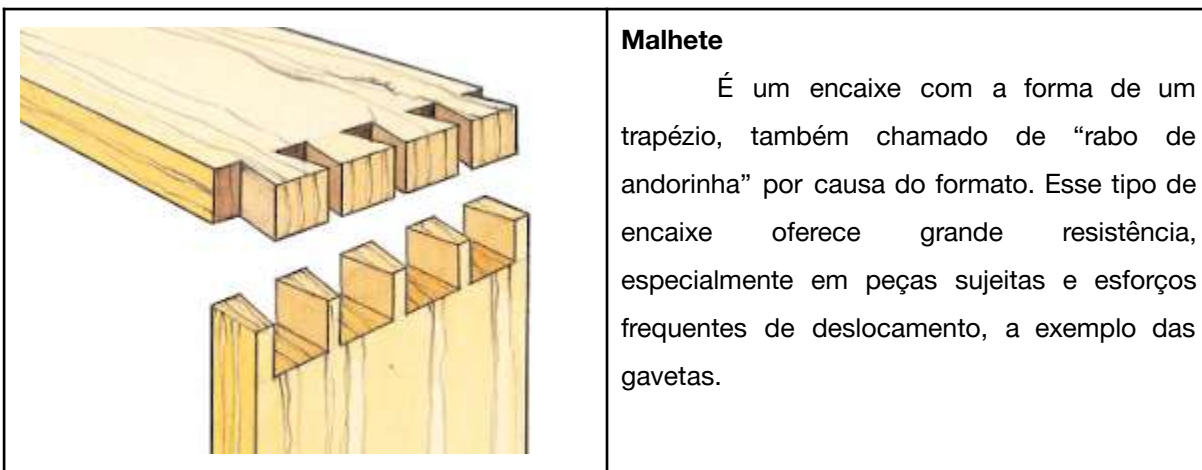 Malhete
É um encaixe com a forma de um
trapézio, também chamado de “rabo de
andorinha” por causa do formato. Esse tipo de
encaixe oferece grande resistência,
especialmente em peças sujeitas e esforços
frequentes de deslocamento, a exemplo das
gavetas.